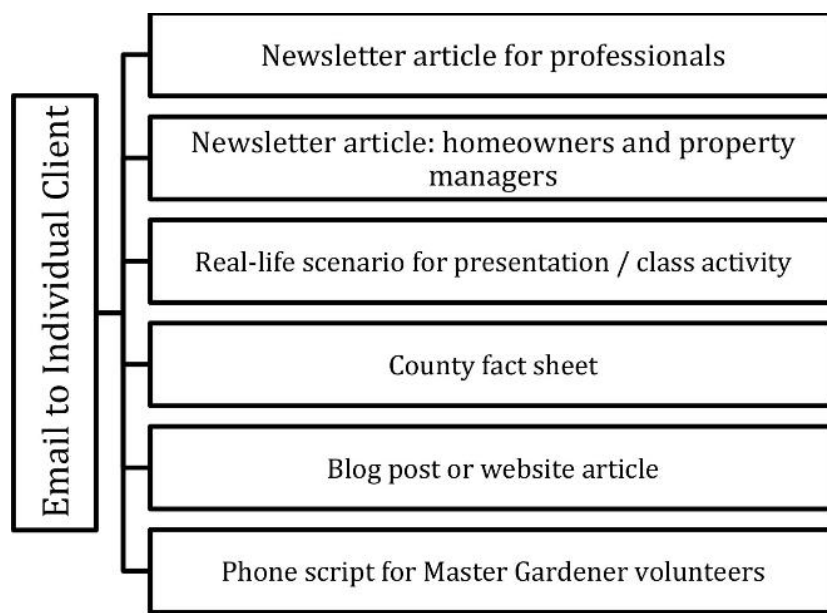 Email to Individual Client
Newsletter article for professionals
Newsletter article: homeowners and property
managers
Real-life scenario for presentation / class activity
County fact sheet
Blog post or website article
Phone script for Master Gardener volunteers